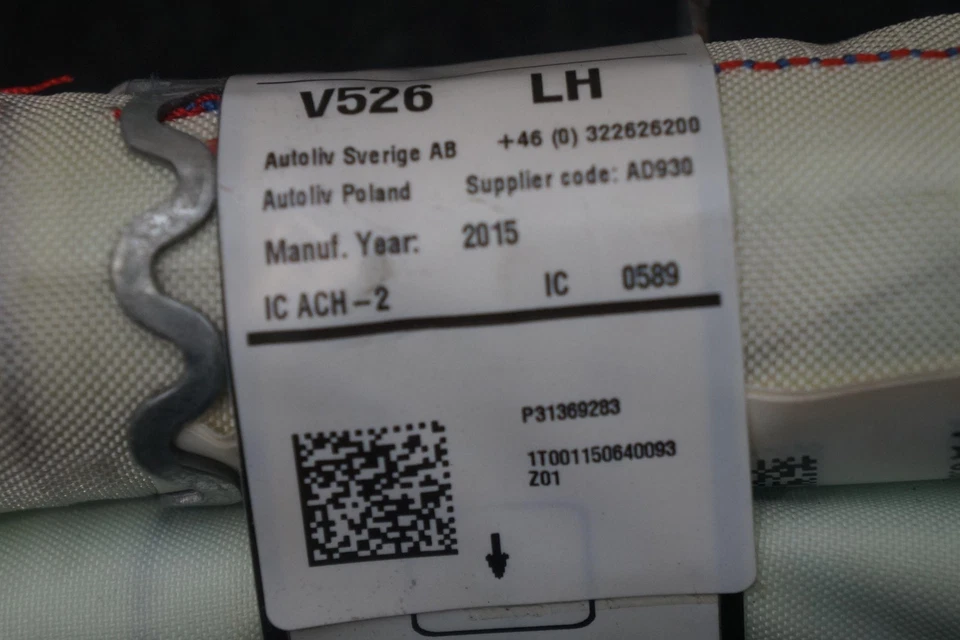 V526 LH
Autoliv Sverige AB +46 (0) 322626200
Autoliv Poland Supplier code: AD930
Manuf. Year: 2015
IC ACH-2 IC 0589
P31369283
1T001150640093
Z01